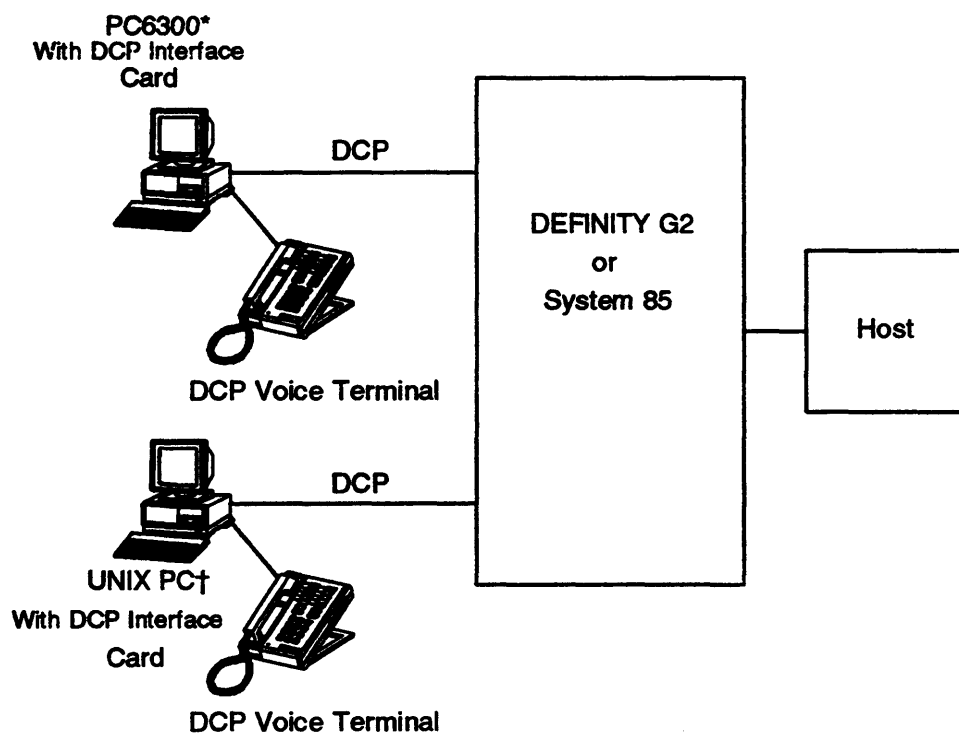 PC6300*
With DCP Interface
Card
DCP
DCP Voice Terminal
DEFINITY G2
or
System 85
Host
DCP
UNIX PC†
With DCP Interface
Card
DCP Voice Terminal